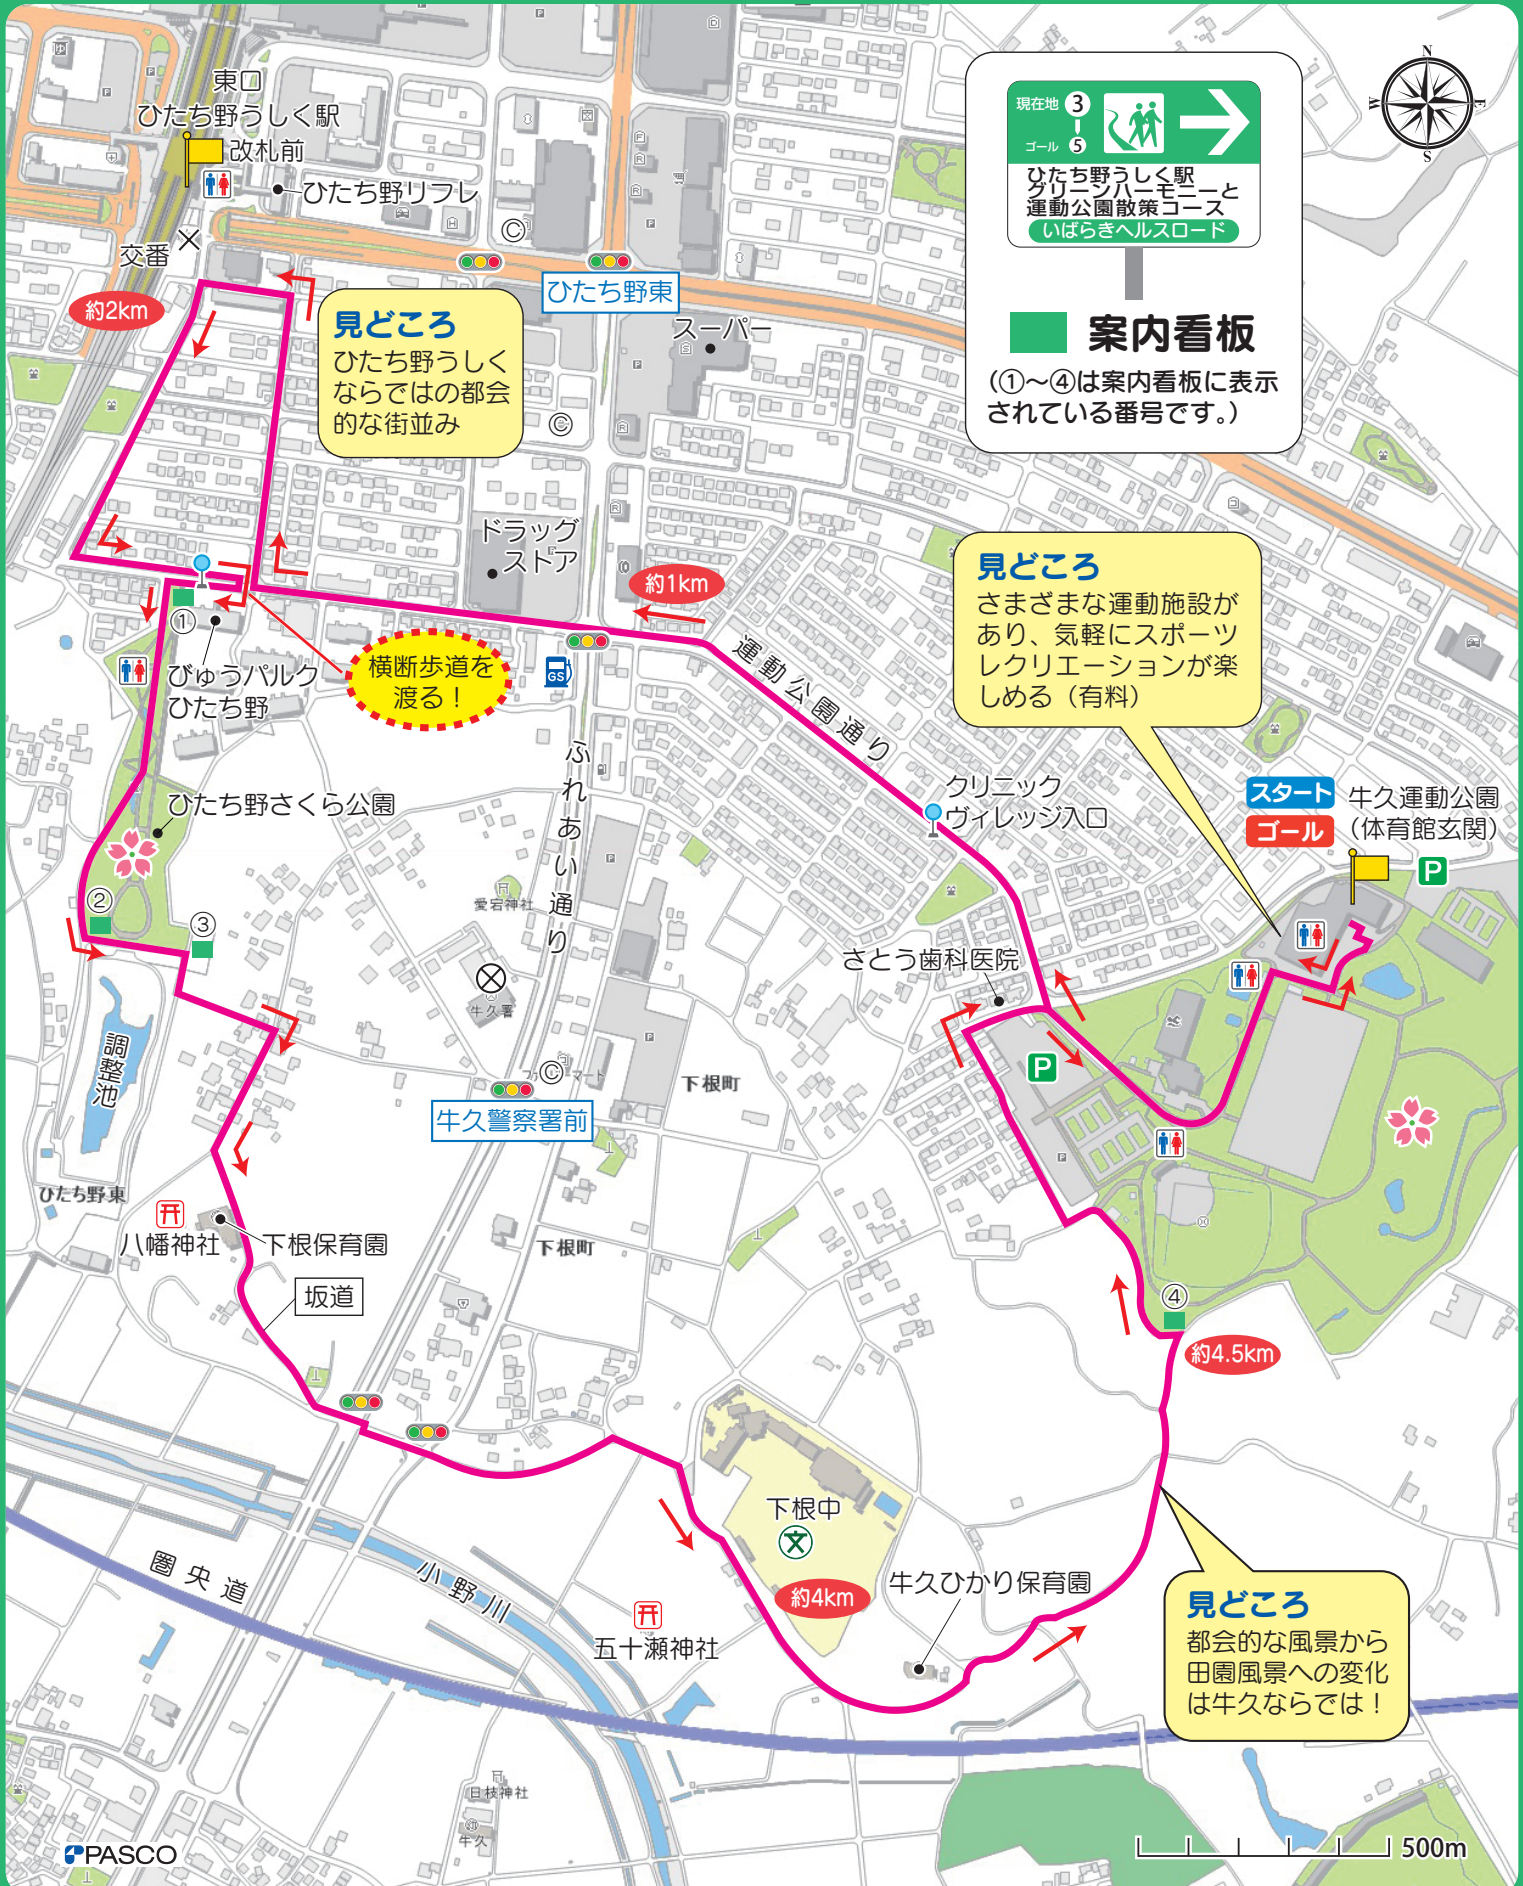 東口
ひたち野うしく駅
改札前
ひたち野リフレ
交番
約2km
見どころ
ひたち野うしく
ならではの都会
的な街並み
ひたち野東
スーパー
N
W
E
S
現在地 3
ゴール 5
ひたち野うしく駅
グリーンハーモニーと
運動公園散策コース
いばらきヘルスロード
案内看板
(①〜④は案内看板に表示
されている番号です。)
ドラッグ
ストア
約1km
見どころ
さまざまな運動施設が
あり、気軽にスポーツ
レクリエーションが楽
しめる（有料）
①
びゅうパルク
ひたち野
横断歩道を
渡る！
GS
運動公園通り
ふれあい通り
クリニック
ヴィレッジ入口
スタート
ゴール
牛久運動公園
（体育館玄関）
P
ひたち野さくら公園
②
③
愛宕神社
牛久署
さとう歯科医院
P
調整池
下根町
牛久警察署前
ひたち野東
八幡神社
下根保育園
坂道
下根町
④
約4.5km
下根中
文
約4km
牛久ひかり保育園
圏央道
小野川
五十瀬神社
見どころ
都会的な風景から
田園風景への変化
は牛久ならでは！
日枝神社
牛久
PASCO
500m